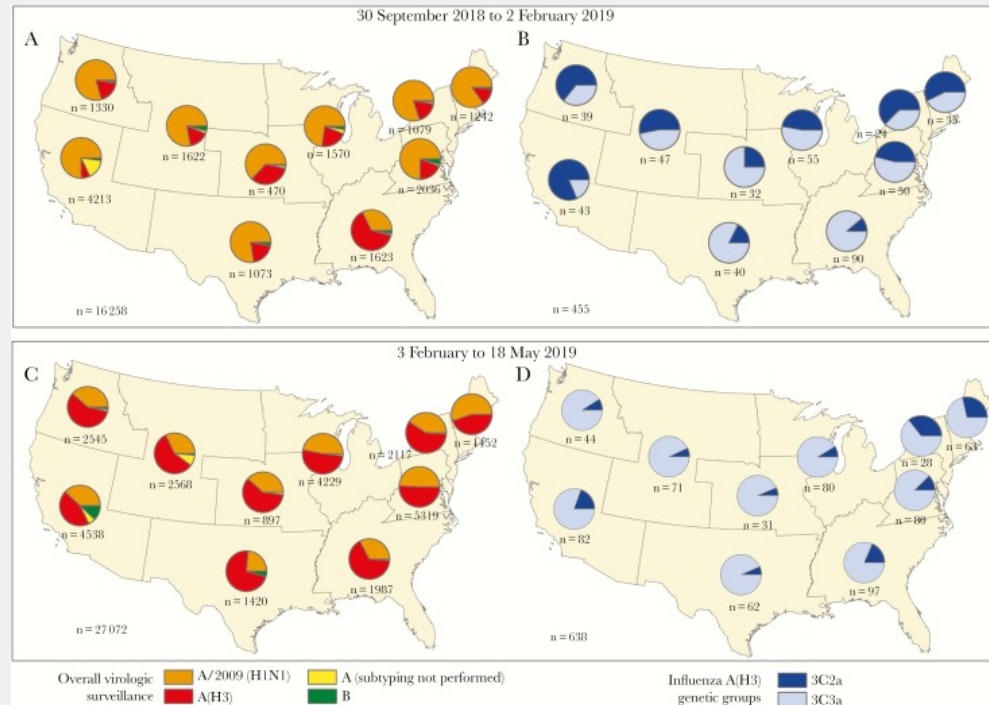 30 September 2018 to 2 February 2019
A
n = 1330
n = 1622
n = 1570
n = 1079
n = 1242
n = 4213
n = 470
n = 2036
n = 1073
n = 1623
n = 16 258
B
n = 39
n = 47
n = 55
n = 24
n = 35
n = 43
n = 32
n = 50
n = 40
n = 90
n = 455
3 February to 18 May 2019
C
n = 2545
n = 2568
n = 4229
n = 2117
n = 1452
n = 4538
n = 897
n = 5319
n = 1420
n = 1987
n = 27 072
D
n = 44
n = 71
n = 80
n = 28
n = 63
n = 82
n = 31
n = 80
n = 62
n = 97
n = 638
Overall virologic
surveillance
A/2009 (H1N1)
A(H3)
A (subtyping not performed)
B
Influenza A(H3)
genetic groups
3C2a
3C3a